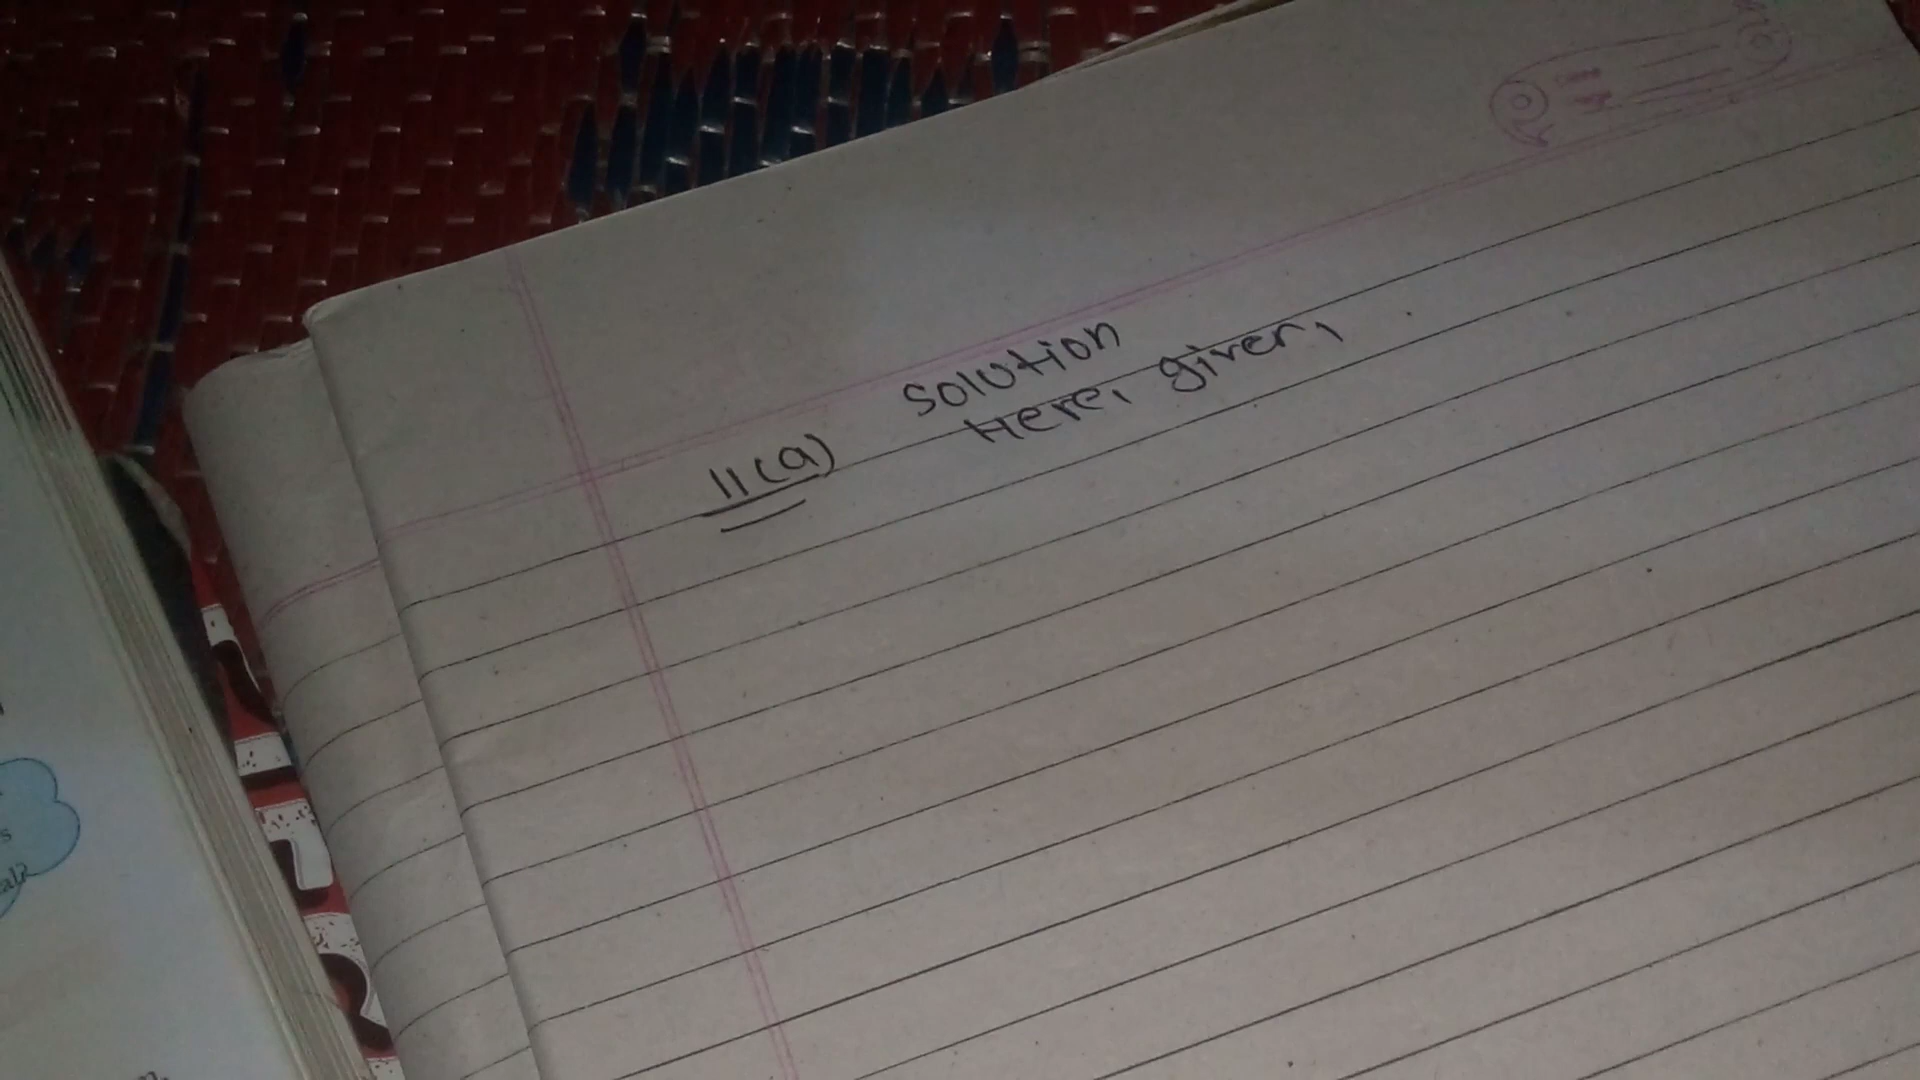 11(a) Solution
Here, given,